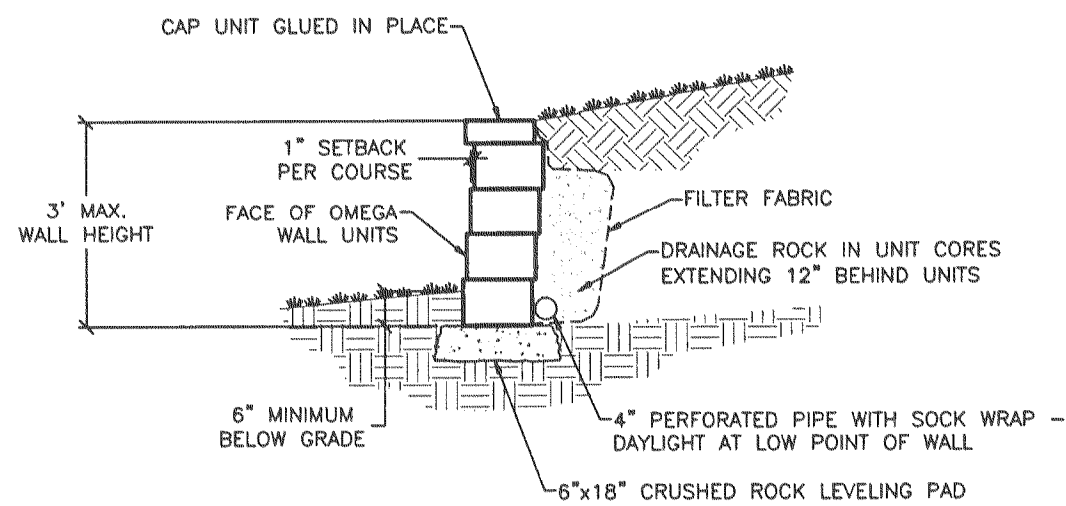 CAP UNIT GLUED IN PLACE
1" SETBACK
PER COURSE
3' MAX.
WALL HEIGHT
FACE OF OMEGA
WALL UNITS
FILTER FABRIC
DRAINAGE ROCK IN UNIT CORES
EXTENDING 12" BEHIND UNITS
6" MINIMUM
BELOW GRADE
4" PERFORATED PIPE WITH SOCK WRAP –
DAYLIGHT AT LOW POINT OF WALL
6"x18" CRUSHED ROCK LEVELING PAD